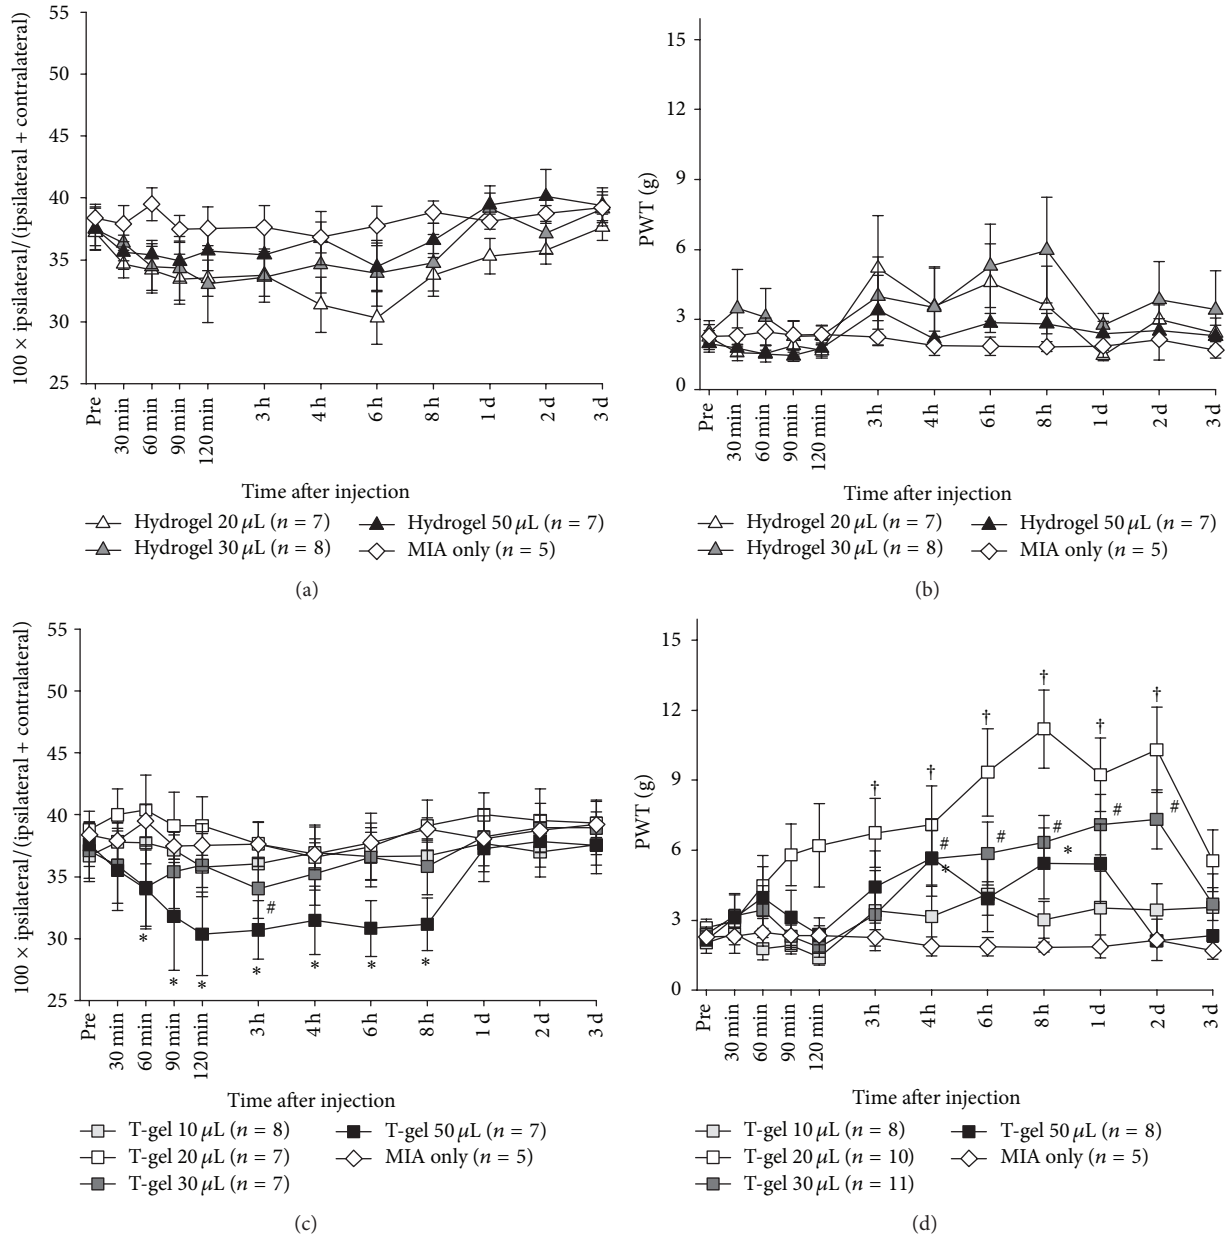 100 × ipsilateral/(ipsilateral + contralateral)
55
50
45
40
35
30
25
Pre
30 min
60 min
90 min
120 min
3 h
4 h
6 h
8 h
1 d
2 d
3 d
Time after injection
Hydrogel 20 μL (n = 7)
Hydrogel 50 μL (n = 7)
Hydrogel 30 μL (n = 8)
MIA only (n = 5)
(a)
PWT (g)
15
12
9
6
3
0
Pre
30 min
60 min
90 min
120 min
3 h
4 h
6 h
8 h
1 d
2 d
3 d
Time after injection
Hydrogel 20 μL (n = 7)
Hydrogel 50 μL (n = 7)
Hydrogel 30 μL (n = 8)
MIA only (n = 5)
(b)
100 × ipsilateral/(ipsilateral + contralateral)
55
50
45
40
35
30
25
#
* * * * * * *
Pre
30 min
60 min
90 min
120 min
3 h
4 h
6 h
8 h
1 d
2 d
3 d
Time after injection
T-gel 10 μL (n = 8)
T-gel 50 μL (n = 7)
T-gel 20 μL (n = 7)
MIA only (n = 5)
T-gel 30 μL (n = 7)
(c)
PWT (g)
15
12
9
6
3
0
† † † † † †
# # # # #
* *
Pre
30 min
60 min
90 min
120 min
3 h
4 h
6 h
8 h
1 d
2 d
3 d
Time after injection
T-gel 10 μL (n = 8)
T-gel 50 μL (n = 8)
T-gel 20 μL (n = 10)
MIA only (n = 5)
T-gel 30 μL (n = 11)
(d)